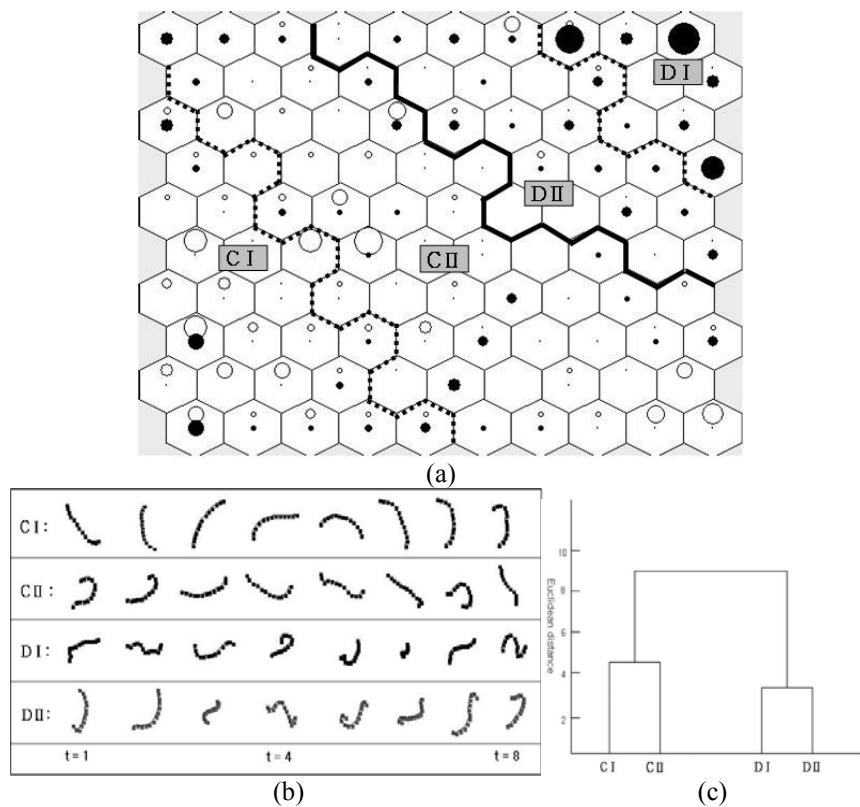 DI
DⅡ
CI
CⅡ
(a)
CI:
CⅡ:
DI:
DⅡ:
t=1 t=4 t=8
(b)
Euclidean distance
10
8
6
4
2
CI CⅡ DI DⅡ
(c)